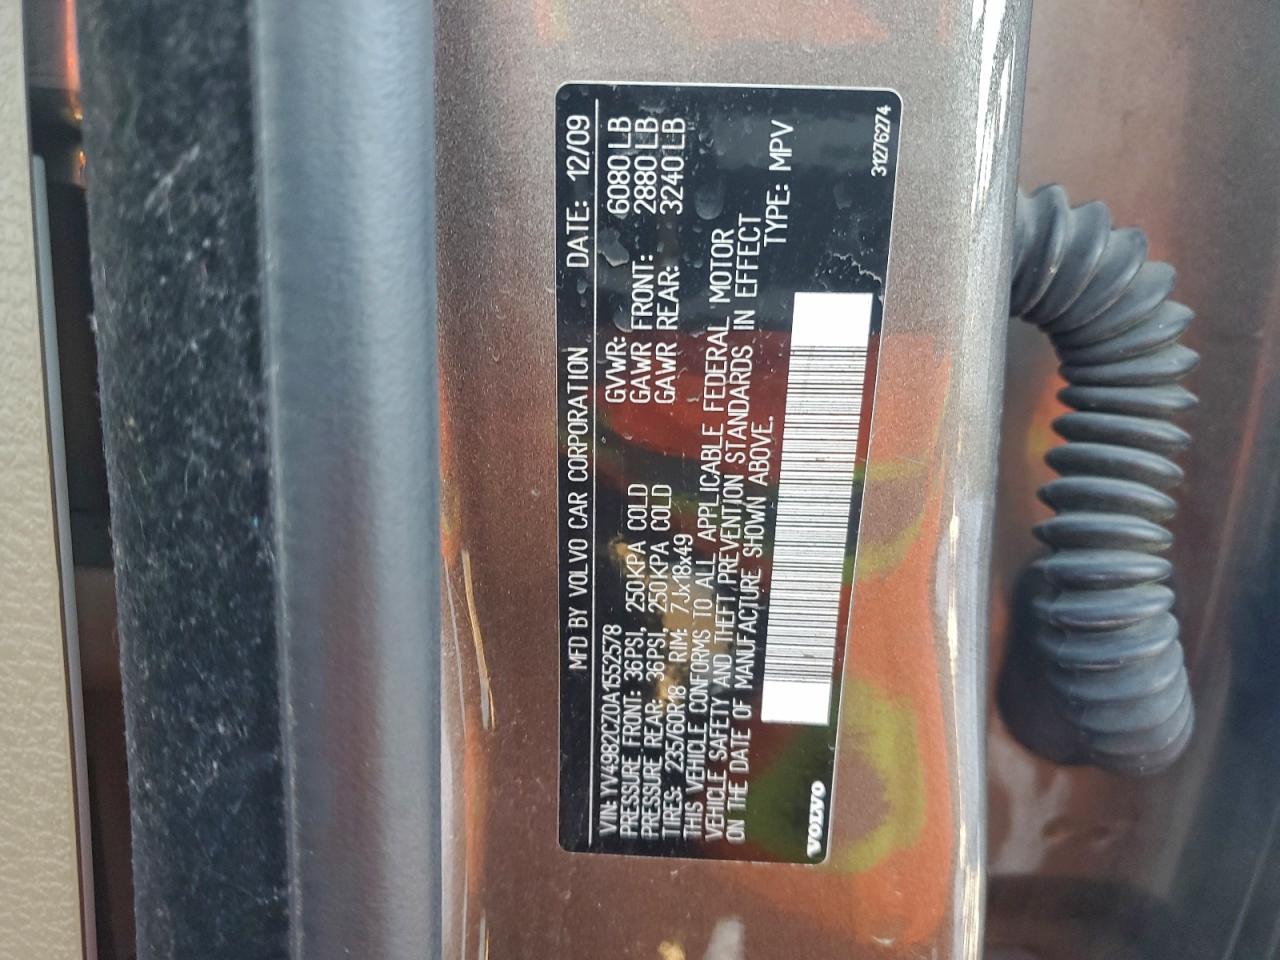 MFD BY VOLVO CAR CORPORATION DATE: 12/09
VIN: YV4982CZ0A1552578 GVWR: 6080 LB
PRESSURE FRONT: 36PSI, 250KPA COLD GAWR FRONT: 2880 LB
PRESSURE REAR: 36PSI, 250KPA COLD GAWR REAR: 3240 LB
TIRES: 235/60R18 RIM: 7Jx18x49
THIS VEHICLE CONFORMS TO ALL APPLICABLE FEDERAL MOTOR
VEHICLE SAFETY AND THEFT PREVENTION STANDARDS IN EFFECT
ON THE DATE OF MANUFACTURE SHOWN ABOVE. TYPE: MPV
VOLVO 31276274